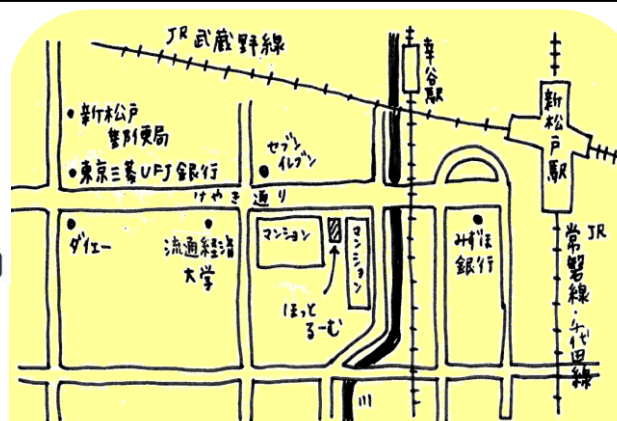 JR武蔵野線
幸谷駅
新松戸駅
新松戸
郵便局
セブン
イレブン
東京三菱UFJ銀行
けやき通り
ダイエー
流通経済
大学
マンション
マンション
みずほ
銀行
JR
常磐線・千代田線
ほっと
るーむ
川